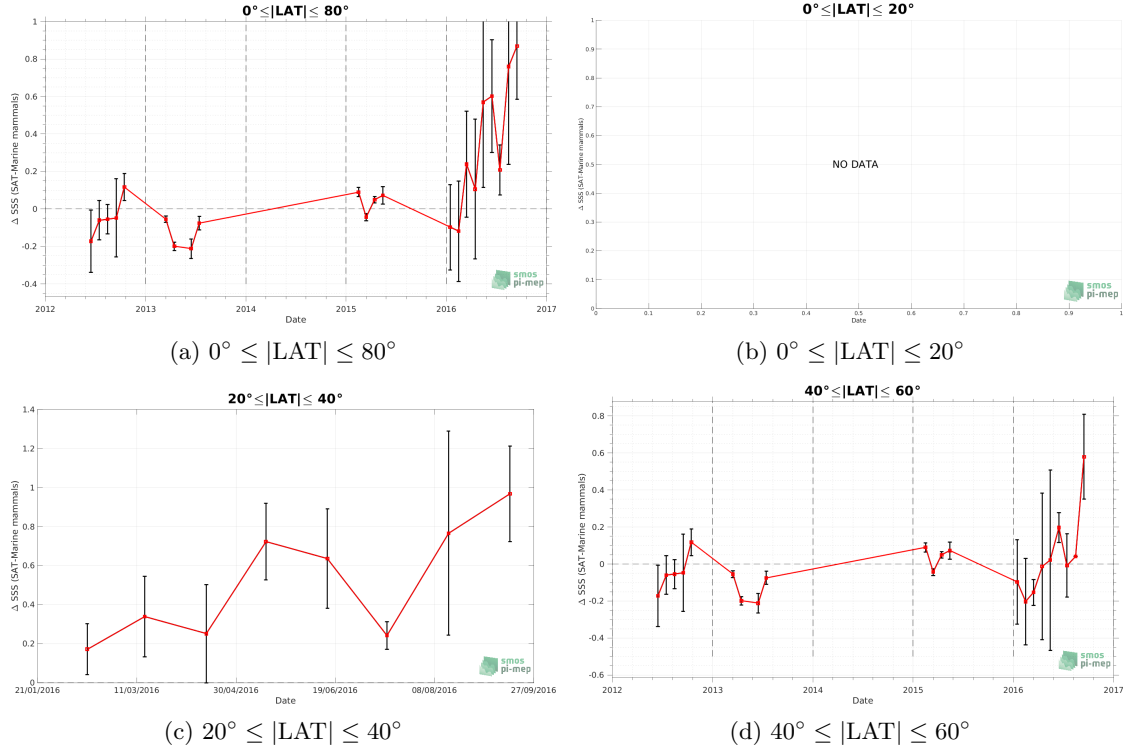 0°≤|LAT|≤ 80°
1
0.8
0.6
0.4
0.2
0
-0.2
-0.4
Δ SSS (SAT-Marine mammals)
2012 2013 2014 2015 2016 2017
Date
smos
pi-mep
(a) 0° ≤ |LAT| ≤ 80°
0°≤|LAT|≤ 20°
1
0.9
0.8
0.7
0.6
0.5
0.4
0.3
0.2
0.1
0
Δ SSS (SAT-Marine mammals)
NO DATA
0 0.1 0.2 0.3 0.4 0.5 0.6 0.7 0.8 0.9 1
Date
smos
pi-mep
(b) 0° ≤ |LAT| ≤ 20°
20°≤|LAT|≤ 40°
1.4
1.2
1
0.8
0.6
0.4
0.2
0
Δ SSS (SAT-Marine mammals)
21/01/2016 11/03/2016 30/04/2016 19/06/2016 08/08/2016 27/09/2016
Date
smos
pi-mep
(c) 20° ≤ |LAT| ≤ 40°
40°≤|LAT|≤ 60°
0.8
0.6
0.4
0.2
0
-0.2
-0.4
-0.6
Δ SSS (SAT-Marine mammals)
2012 2013 2014 2015 2016 2017
Date
smos
pi-mep
(d) 40° ≤ |LAT| ≤ 60°